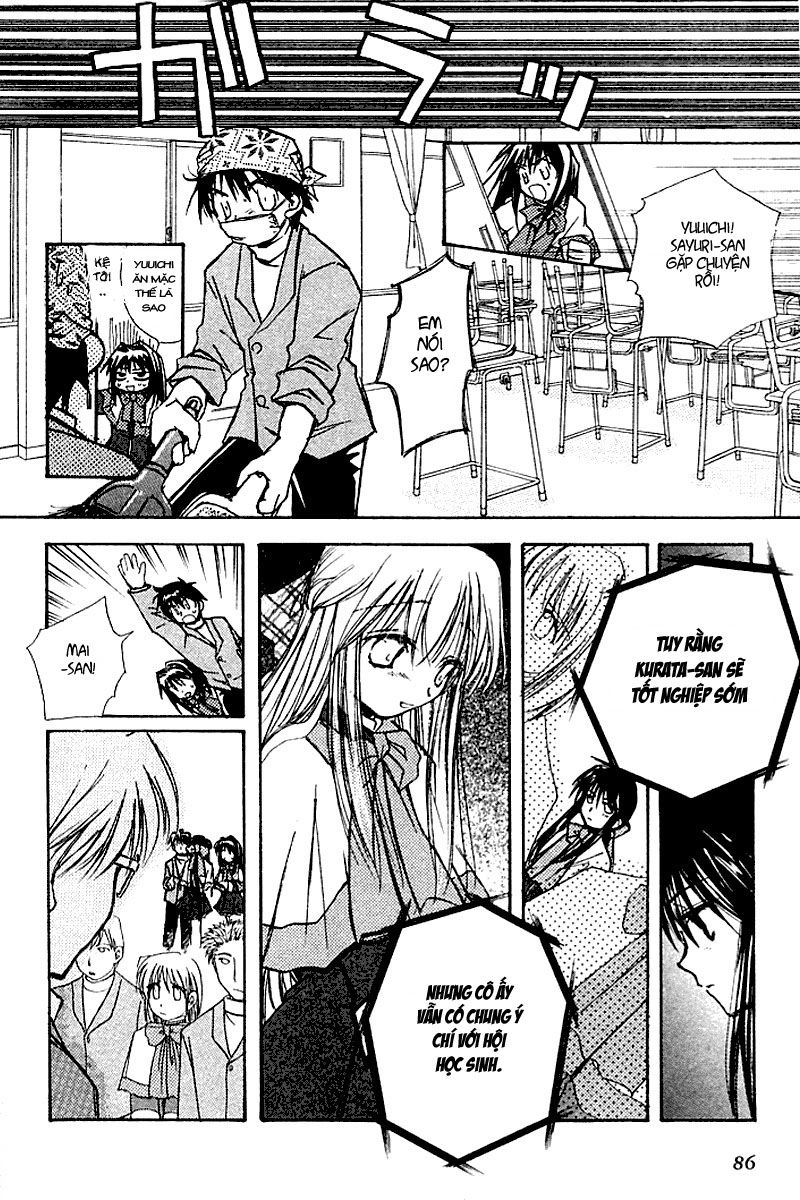 ガラッ
YUUICHI!
SAYURI-SAN
GẶP CHUYỆN
RỒI!
EM
NÓI
SAO?
YUUICHI
ĂN MẶC
THẾ LÀ
SAO
KỆ
TÔI
..
TUY RẰNG
KURATA-SAN SẼ
TỐT NGHIỆP SỚM
NHƯNG CÔ ẤY
VẪN CÓ CHUNG Ý
CHÍ VỚI HỘI
HỌC SINH.
MAI
-SAN!
86